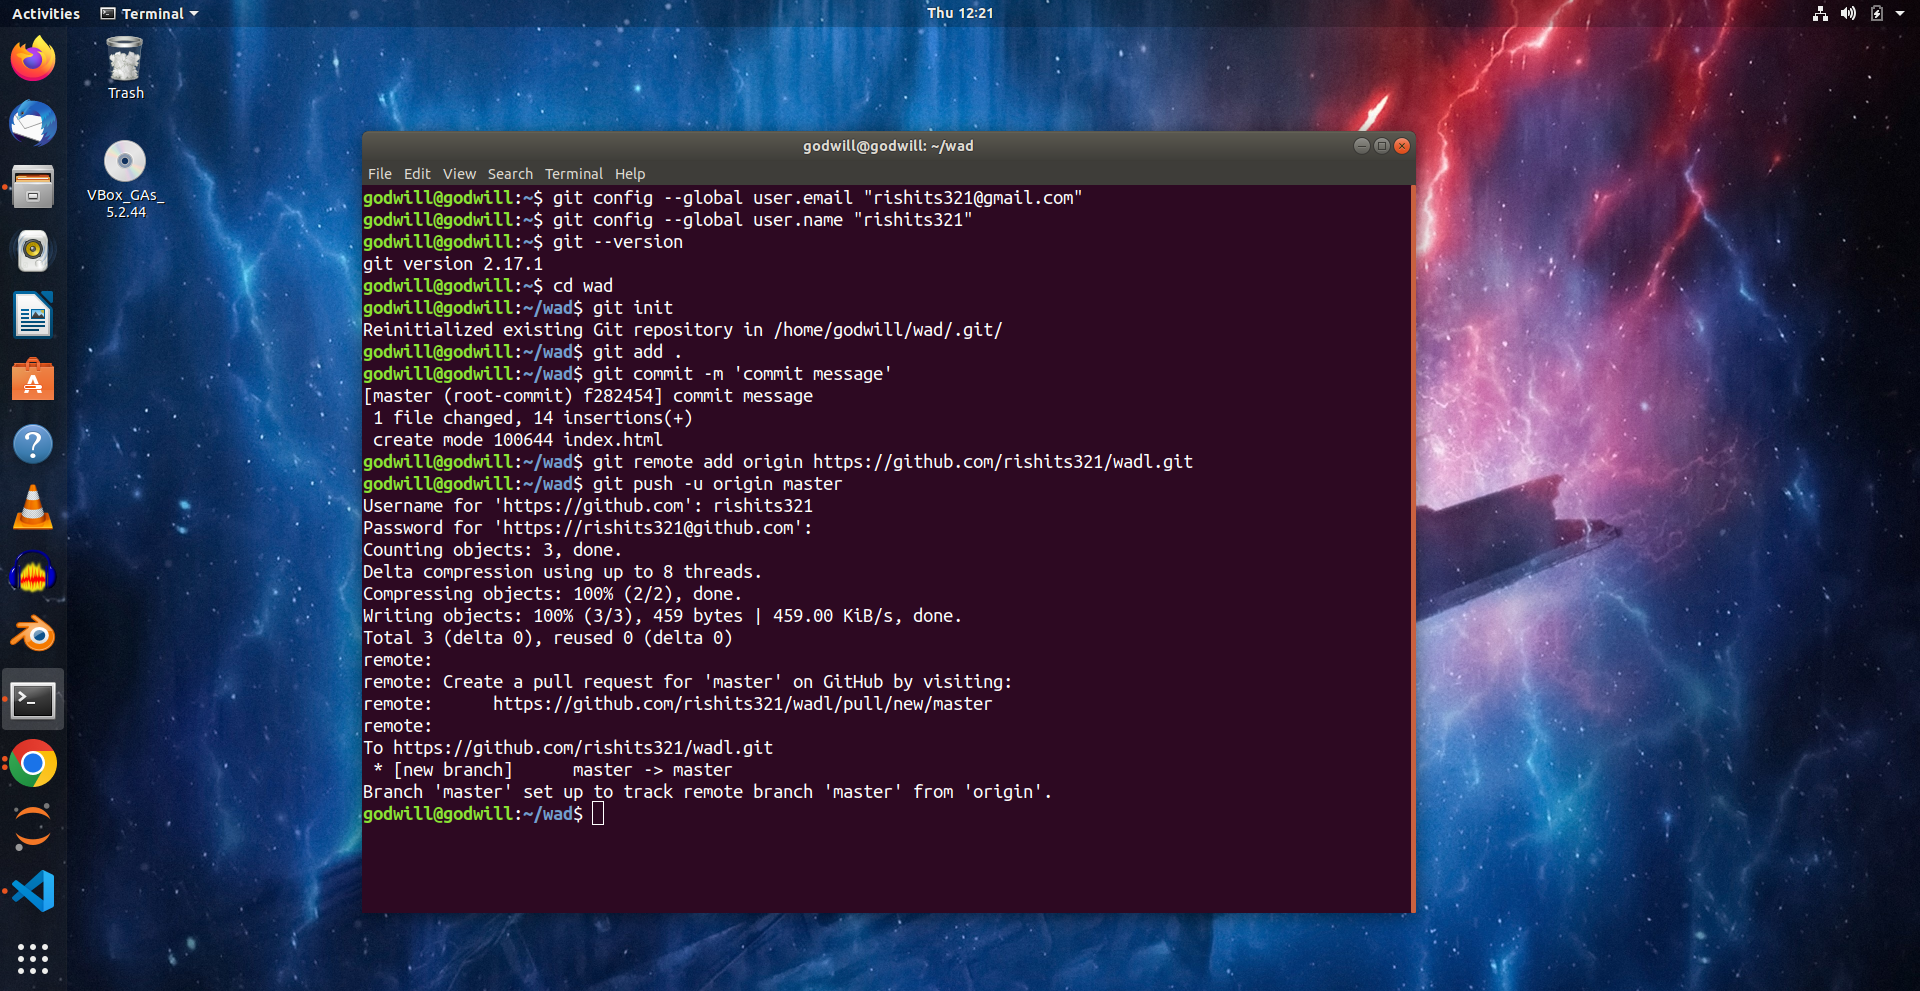 Activities Terminal Thu 12:21
Trash
VBox_GAs_
5.2.44
godwill@godwill: ~/wad
File Edit View Search Terminal Help
godwill@godwill:~$ git config --global user.email "rishits321@gmail.com"
godwill@godwill:~$ git config --global user.name "rishits321"
godwill@godwill:~$ git --version
git version 2.17.1
godwill@godwill:~$ cd wad
godwill@godwill:~/wad$ git init
Reinitialized existing Git repository in /home/godwill/wad/.git/
godwill@godwill:~/wad$ git add .
godwill@godwill:~/wad$ git commit -m 'commit message'
[master (root-commit) f282454] commit message
 1 file changed, 14 insertions(+)
 create mode 100644 index.html
godwill@godwill:~/wad$ git remote add origin https://github.com/rishits321/wadl.git
godwill@godwill:~/wad$ git push -u origin master
Username for 'https://github.com': rishits321
Password for 'https://rishits321@github.com':
Counting objects: 3, done.
Delta compression using up to 8 threads.
Compressing objects: 100% (2/2), done.
Writing objects: 100% (3/3), 459 bytes | 459.00 KiB/s, done.
Total 3 (delta 0), reused 0 (delta 0)
remote:
remote: Create a pull request for 'master' on GitHub by visiting:
remote:      https://github.com/rishits321/wadl/pull/new/master
remote:
To https://github.com/rishits321/wadl.git
 * [new branch]      master -> master
Branch 'master' set up to track remote branch 'master' from 'origin'.
godwill@godwill:~/wad$